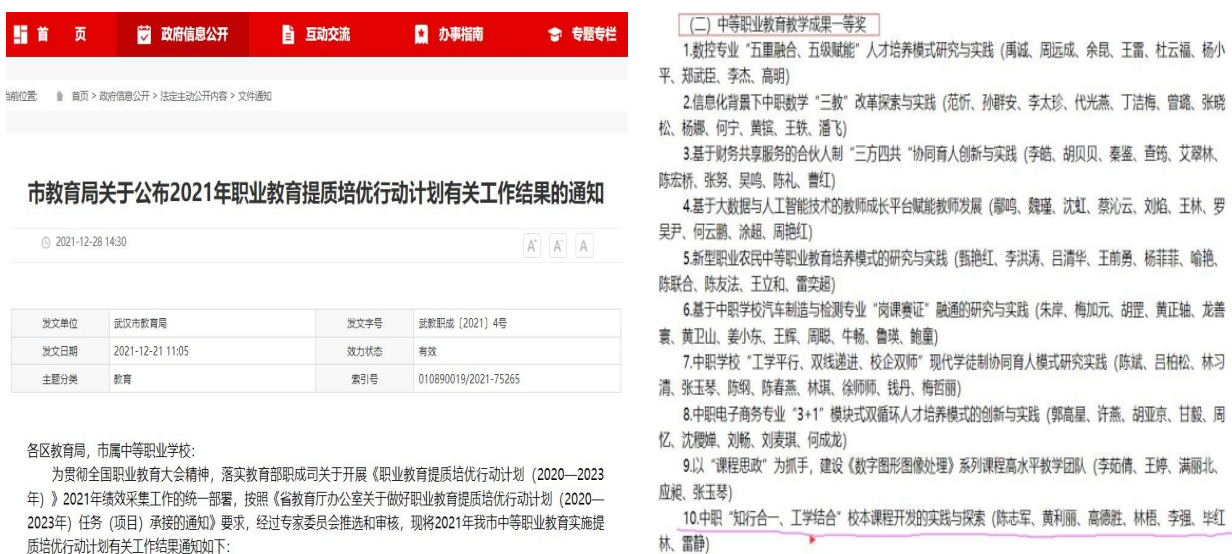 首 页 政府信息公开 互动交流 办事指南 专题专栏
当前位置: 首页 > 政府信息公开 > 法定主动公开内容 > 文件通知
市教育局关于公布2021年职业教育提质培优行动计划有关工作结果的通知
2021-12-28 14:30
A+ A- A
发文单位 武汉市教育局 发文字号 武教职成〔2021〕4号
发文日期 2021-12-21 11:05 效力状态 有效
主题分类 教育 索引号 010890019/2021-75265
各区教育局，市属中等职业学校：
为贯彻全国职业教育大会精神，落实教育部职成司关于开展《职业教育提质培优行动计划（2020—2023
年）》2021年绩效采集工作的统一部署，按照《省教育厅办公室关于做好职业教育提质培优行动计划（2020—
2023年）任务（项目）承接的通知》要求，经过专家委员会推选和审核，现将2021年我市中等职业教育实施提
质培优行动计划有关工作结果通知如下：
（二）中等职业教育教学成果一等奖
1.数控专业“五重融合、五级赋能”人才培养模式研究与实践（禹诚、周远成、余昆、王雷、杜云福、杨小
平、郑武臣、李杰、高明）
2.信息化背景下中职数学“三教”改革探索与实践（范忻、孙群安、李太珍、代光燕、丁洁梅、曾璐、张晓
松、杨娜、何宁、黄镔、王轶、潘飞）
3.基于财务共享服务的合伙人制“三方四共“协同育人创新与实践（李皓、胡贝贝、秦鉴、查筠、艾翠林、
陈宏桥、张努、吴鸣、陈礼、曹红）
4.基于大数据与人工智能技术的教师成长平台赋能教师发展（鄢鸣、魏瑾、沈虹、蔡沁云、刘焰、王林、罗
吴尹、何云鹏、涂超、周艳红）
5.新型职业农民中等职业教育培养模式的研究与实践（甄艳红、李洪涛、吕清华、王前勇、杨菲菲、喻艳、
陈联合、陈友法、王立和、雷奕超）
6.基于中职学校汽车制造与检测专业“岗课赛证”融通的研究与实践（朱岸、梅加元、胡罡、黄正轴、龙善
寰、黄卫山、姜小东、王辉、周聪、牛畅、鲁瑛、鲍童）
7.中职学校“工学平行、双线递进、校企双师”现代学徒制协同育人模式研究实践（陈斌、吕柏松、林习
清、张玉琴、陈纲、陈春燕、林琪、徐师师、钱丹、梅哲丽）
8.中职电子商务专业“3+1”模块式双循环人才培养模式的创新与实践（郭高星、许燕、胡亚京、甘毅、周
忆、沈稷婵、刘畅、刘麦琪、何成龙）
9.以“课程思政”为抓手，建设《数字图形图像处理》系列课程高水平教学团队（李茹倩、王婷、满丽北、
应昶、张玉琴）
10.中职“知行合一、工学结合”校本课程开发的实践与探索（陈志军、黄利丽、高德胜、林梧、李强、毕红
林、雷静）